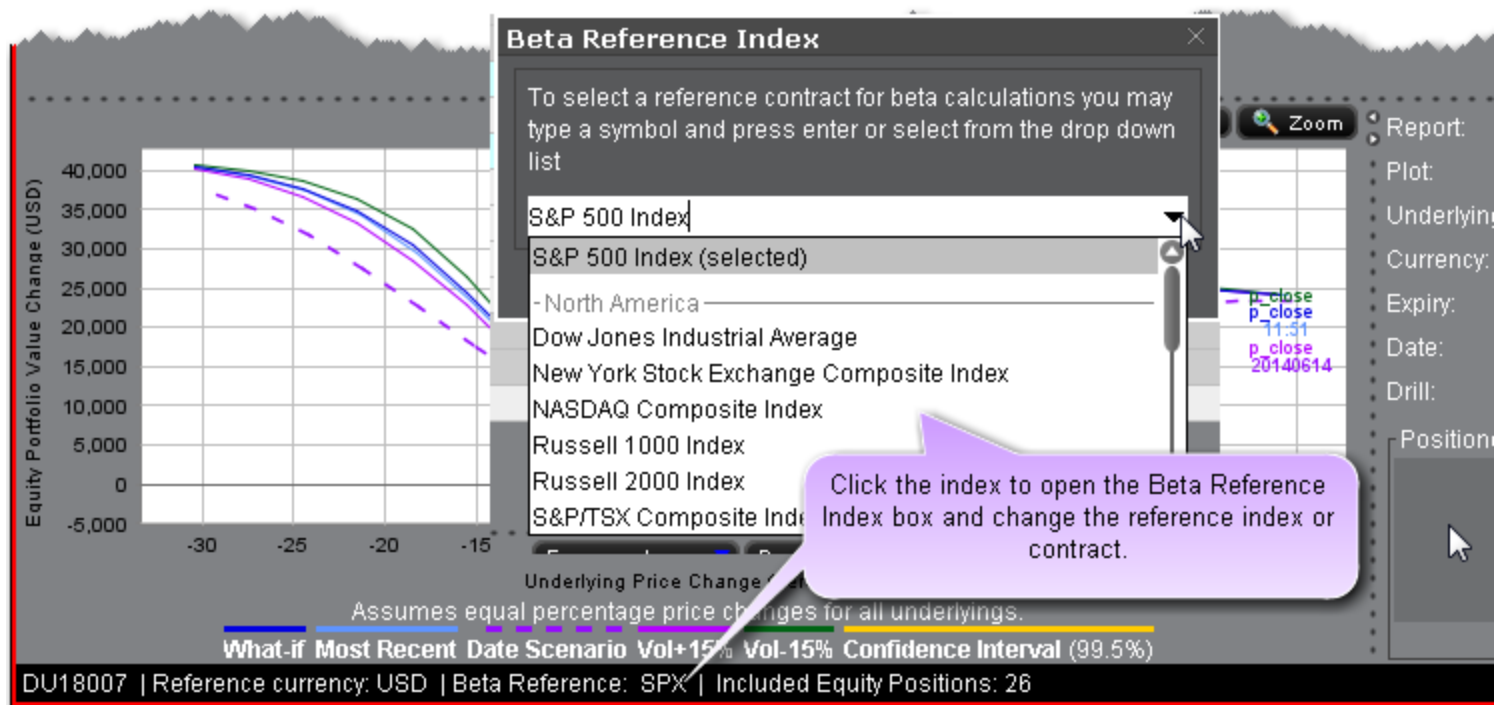 Beta Reference Index
To select a reference contract for beta calculations you may
type a symbol and press enter or select from the drop down
list
S&P 500 Index
S&P 500 Index (selected)
North America
Dow Jones Industrial Average
New York Stock Exchange Composite Index
NASDAQ Composite Index
Russell 1000 Index
Russell 2000 Index
S&P/TSX Composite
Click the index to open the Beta Reference
Index box and change the reference index or
contract.
Zoom
Report:
Plot:
Underlying
Currency:
Expiry:
Date:
Drill:
Equity Portfolio Value Change (USD)
40,000
35,000
30,000
25,000
20,000
15,000
10,000
5,000
0
-5,000
-30
-25
-20
-15
p_close
p_close
11:51
p_close
20140614
Underlying Price Change
Assumes equal percentage price changes for all underlyings.
What-if Most Recent Date Scenario Vol+15% Vol-15% Confidence Interval (99.5%)
DU18007 | Reference currency: USD | Beta Reference: SPX | Included Equity Positions: 26